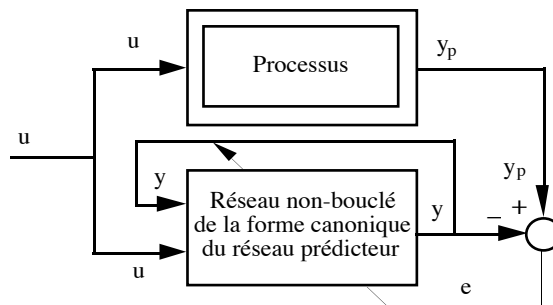 u
y_p
Processus
u
y
y_p
Réseau non-bouclé
de la forme canonique
du réseau prédicteur
y
− +
u
e